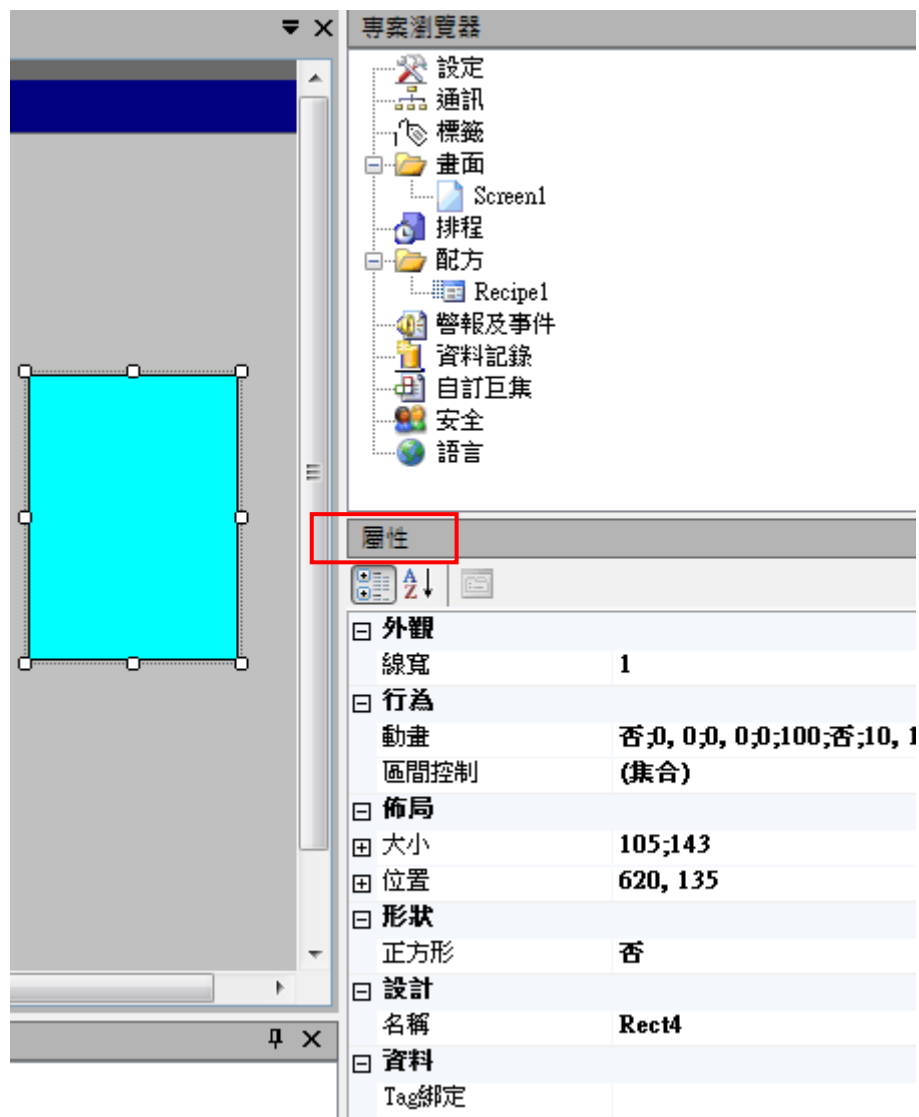 專案瀏覽器
設定
通訊
標籤
畫面
Screen1
排程
配方
Recipe1
警報及事件
資料記錄
自訂巨集
安全
語言
屬性
外觀
線寬 1
行為
動畫 否;0, 0;0, 0;0;100;否;10, 1
區間控制 (集合)
佈局
大小 105;143
位置 620, 135
形狀
正方形 否
設計
名稱 Rect4
資料
Tag綁定